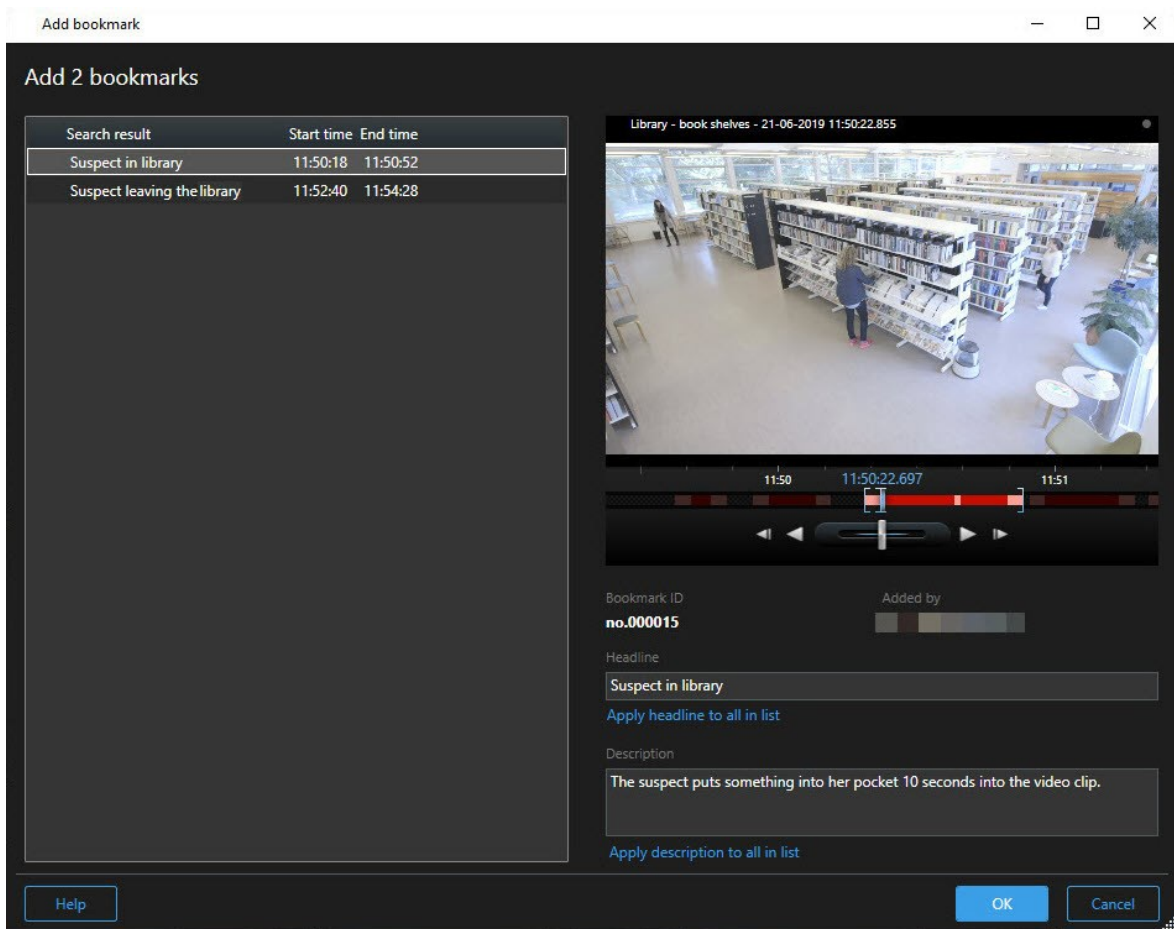 Add bookmark
Add 2 bookmarks
Search result Start time End time
Suspect in library 11:50:18 11:50:52
Suspect leaving the library 11:52:40 11:54:28
Library - book shelves - 21-06-2019 11:50:22.855
11:50 11:50:22.697 11:51
Bookmark ID Added by
no.000015
Headline
Suspect in library
Apply headline to all in list
Description
The suspect puts something into her pocket 10 seconds into the video clip.
Apply description to all in list
Help OK Cancel